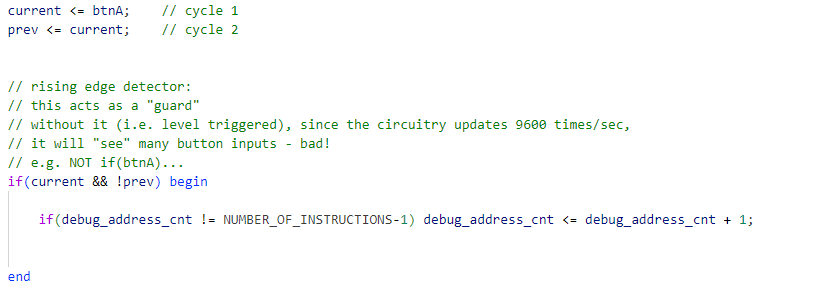 current <= btnA;    // cycle 1
prev <= current;    // cycle 2
// rising edge detector:
// this acts as a "guard"
// without it (i.e. level triggered), since the circuitry updates 9600 times/sec,
// it will "see" many button inputs - bad!
// e.g. NOT if(btnA)...
if(current && !prev) begin
    if(debug_address_cnt != NUMBER_OF_INSTRUCTIONS-1) debug_address_cnt <= debug_address_cnt + 1;
end